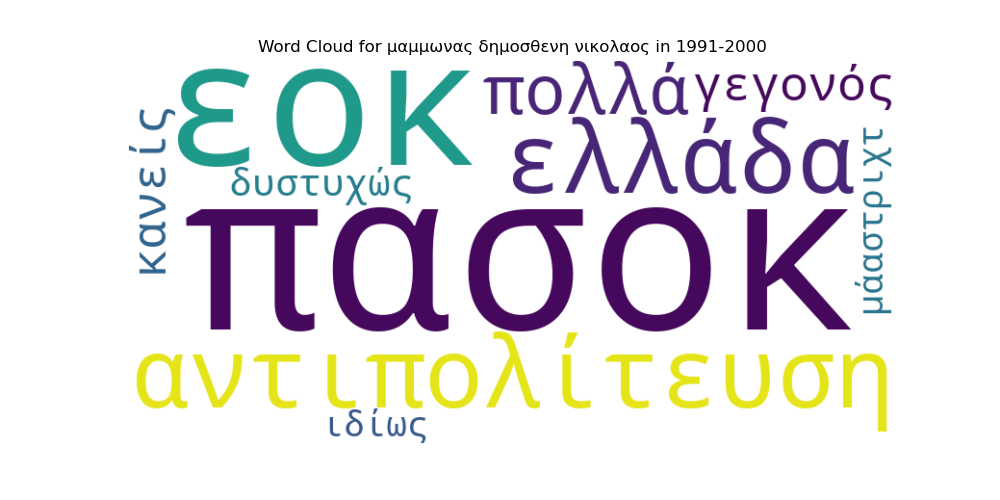 Word Cloud for μαμμωνας δημοσθενη νικολαος in 1991-2000
εοκ
πολλά
γεγονός
κανείς
δυστυχώς
ελλάδα
μάαστριχτ
πασοκ
αντιπολίτευση
ιδίως